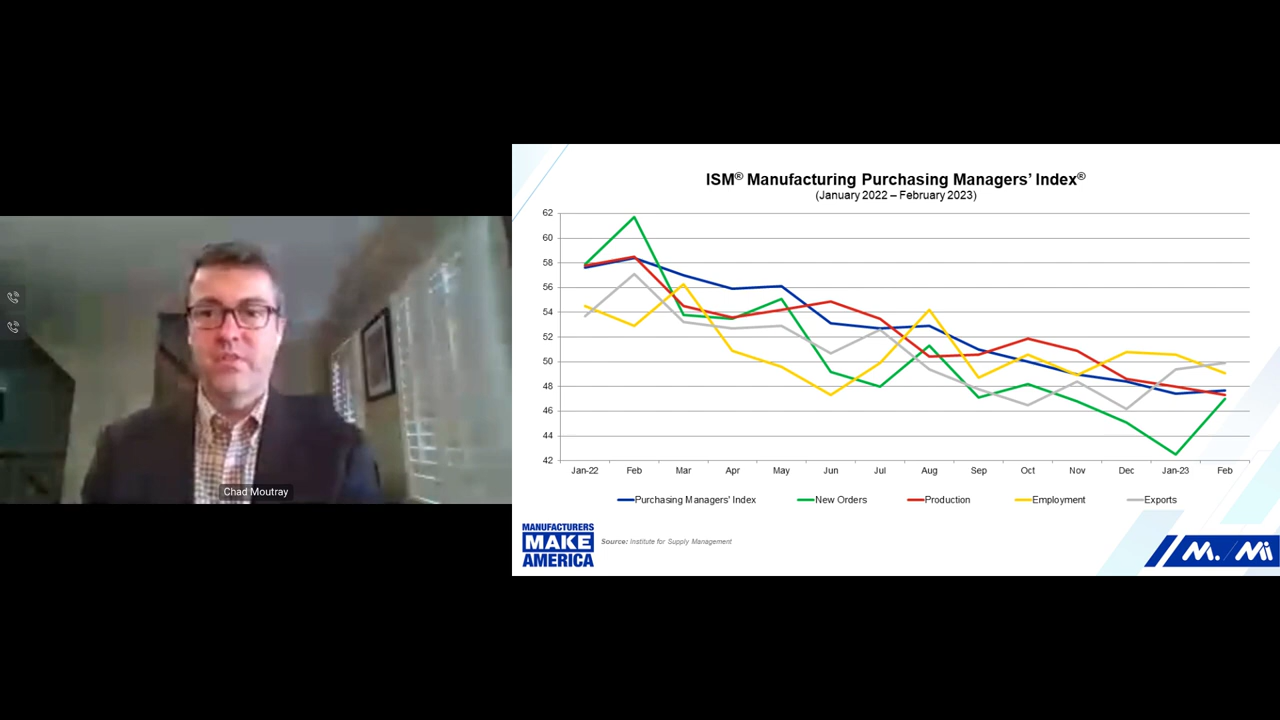 Chad Moutray
ISM® Manufacturing Purchasing Managers' Index®
(January 2022 – February 2023)
62
60
58
56
54
52
50
48
46
44
42
Jan-22 Feb Mar Apr May Jun Jul Aug Sep Oct Nov Dec Jan-23 Feb
Purchasing Managers' Index New Orders Production Employment Exports
MANUFACTURERS
MAKE
AMERICA
Source: Institute for Supply Management